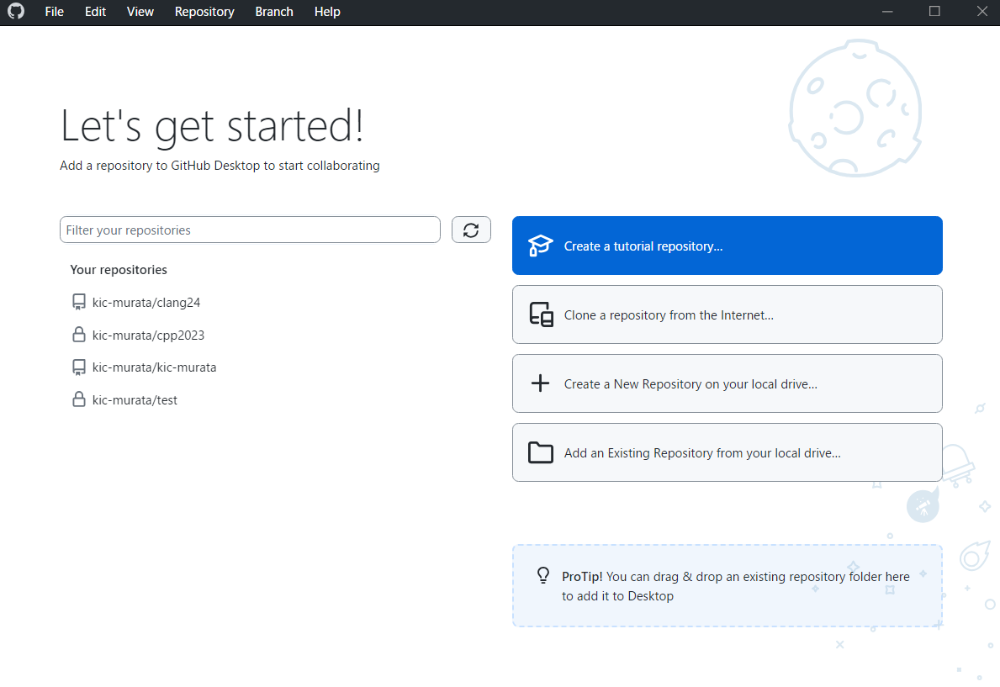 File Edit View Repository Branch Help
Let's get started!
Add a repository to GitHub Desktop to start collaborating
Filter your repositories
Your repositories
kic-murata/clang24
kic-murata/cpp2023
kic-murata/kic-murata
kic-murata/test
Create a tutorial repository...
Clone a repository from the Internet...
Create a New Repository on your local drive...
Add an Existing Repository from your local drive...
ProTip! You can drag & drop an existing repository folder here
to add it to Desktop